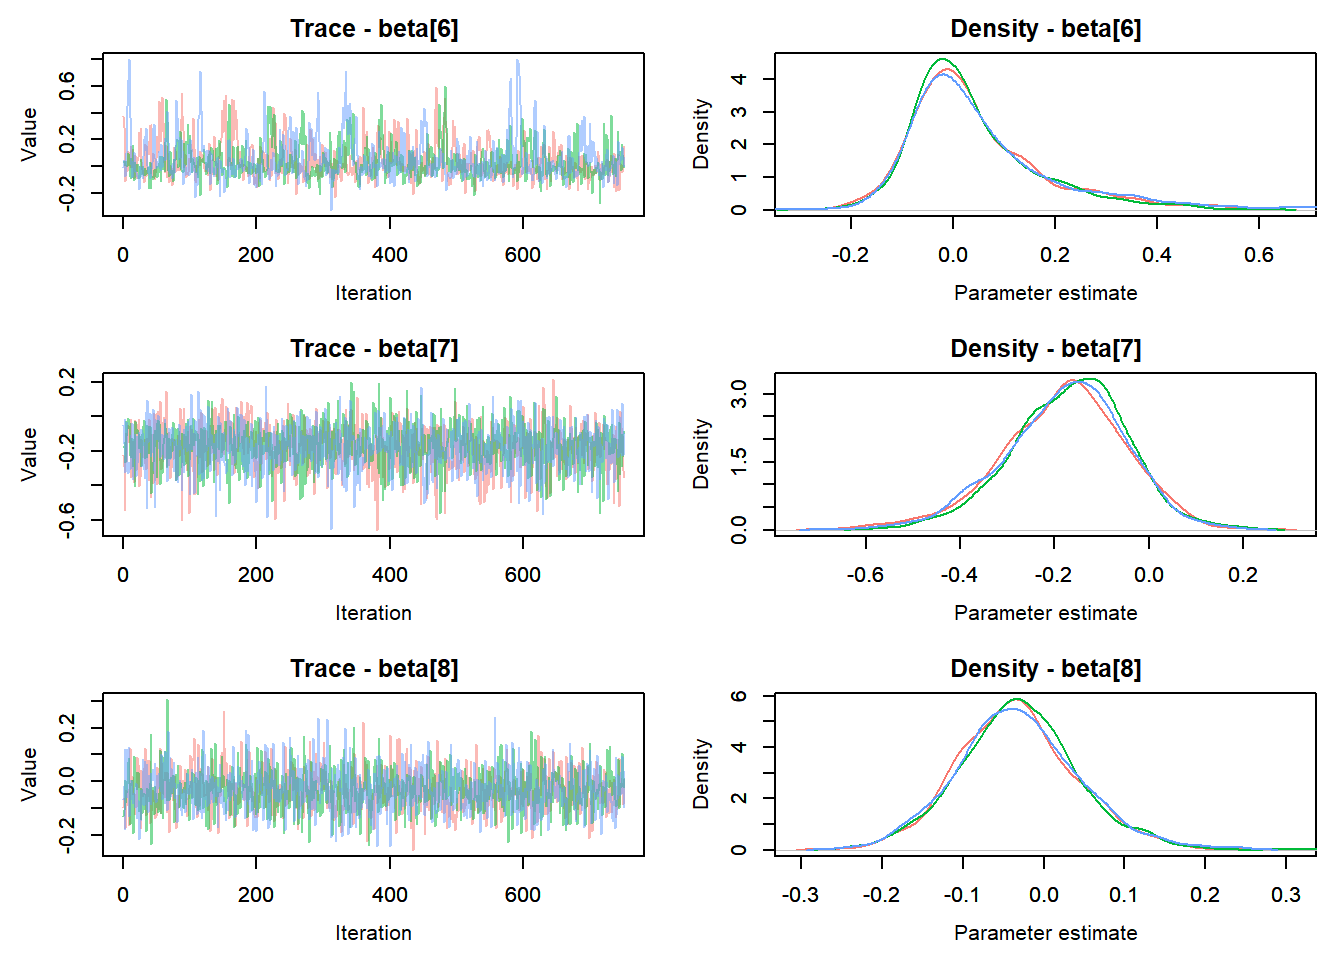 Trace - beta[6]
Value
-0.2 0.2 0.6
0 200 400 600
Iteration
Density - beta[6]
Density
0 1 2 3 4
-0.2 0.0 0.2 0.4 0.6
Parameter estimate
Trace - beta[7]
Value
-0.6 -0.2 0.2
0 200 400 600
Iteration
Density - beta[7]
Density
0.0 1.5 3.0
-0.6 -0.4 -0.2 0.0 0.2
Parameter estimate
Trace - beta[8]
Value
-0.2 0.0 0.2
0 200 400 600
Iteration
Density - beta[8]
Density
0 2 4 6
-0.3 -0.2 -0.1 0.0 0.1 0.2 0.3
Parameter estimate